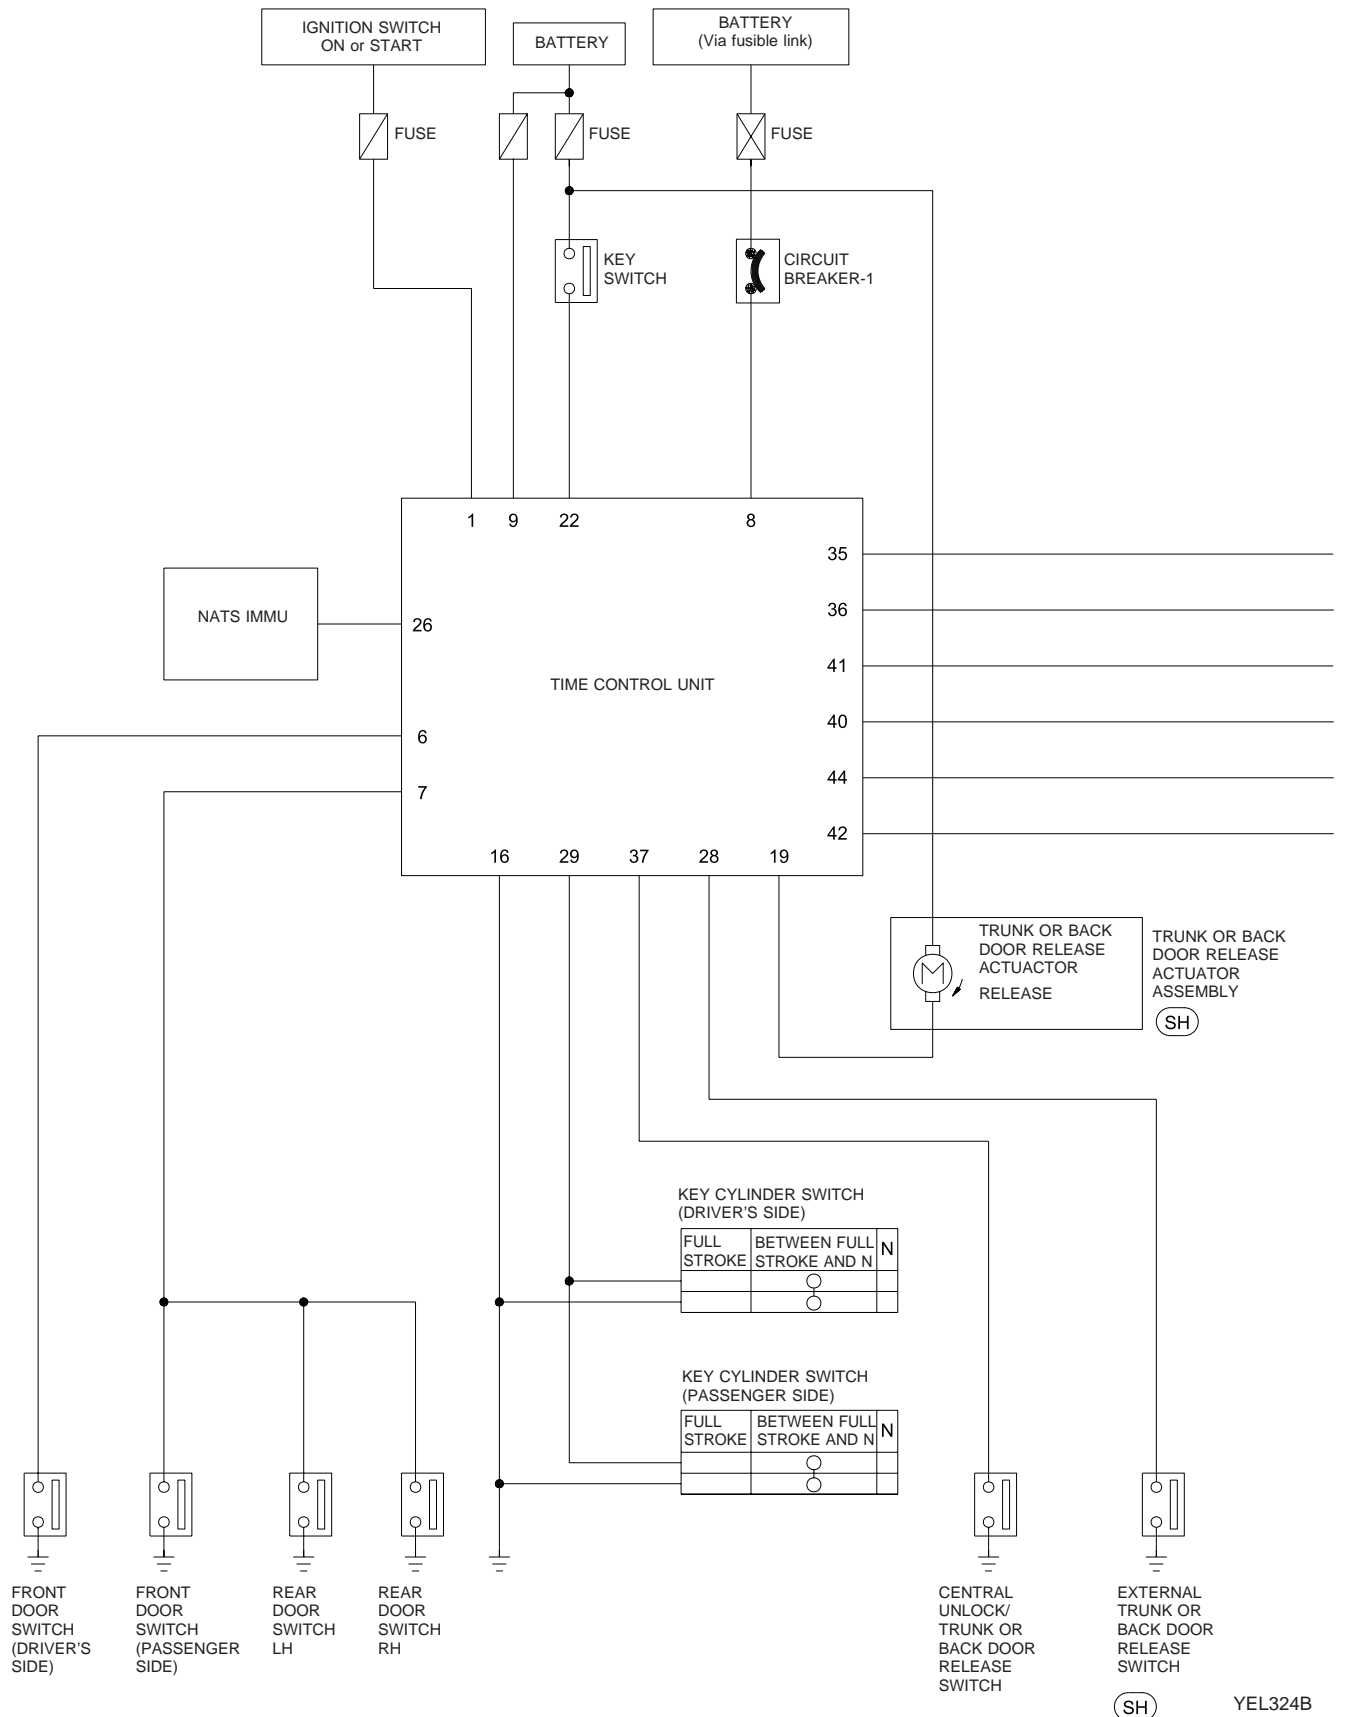 IGNITION SWITCH
ON or START
BATTERY
BATTERY
(Via fusible link)
FUSE
FUSE
FUSE
KEY
SWITCH
CIRCUIT
BREAKER-1
1
9
22
8
35
36
41
40
44
42
NATS IMMU
26
TIME CONTROL UNIT
6
7
16
29
37
28
19
TRUNK OR BACK
DOOR RELEASE
ACTUACTOR
RELEASE
M
TRUNK OR BACK
DOOR RELEASE
ACTUATOR
ASSEMBLY
SH
KEY CYLINDER SWITCH
(DRIVER'S SIDE)
FULL
STROKE
BETWEEN FULL
STROKE AND N
N
KEY CYLINDER SWITCH
(PASSENGER SIDE)
FULL
STROKE
BETWEEN FULL
STROKE AND N
N
FRONT
DOOR
SWITCH
(DRIVER'S
SIDE)
FRONT
DOOR
SWITCH
(PASSENGER
SIDE)
REAR
DOOR
SWITCH
LH
REAR
DOOR
SWITCH
RH
CENTRAL
UNLOCK/
TRUNK OR
BACK DOOR
RELEASE
SWITCH
EXTERNAL
TRUNK OR
BACK DOOR
RELEASE
SWITCH
SH
YEL324B